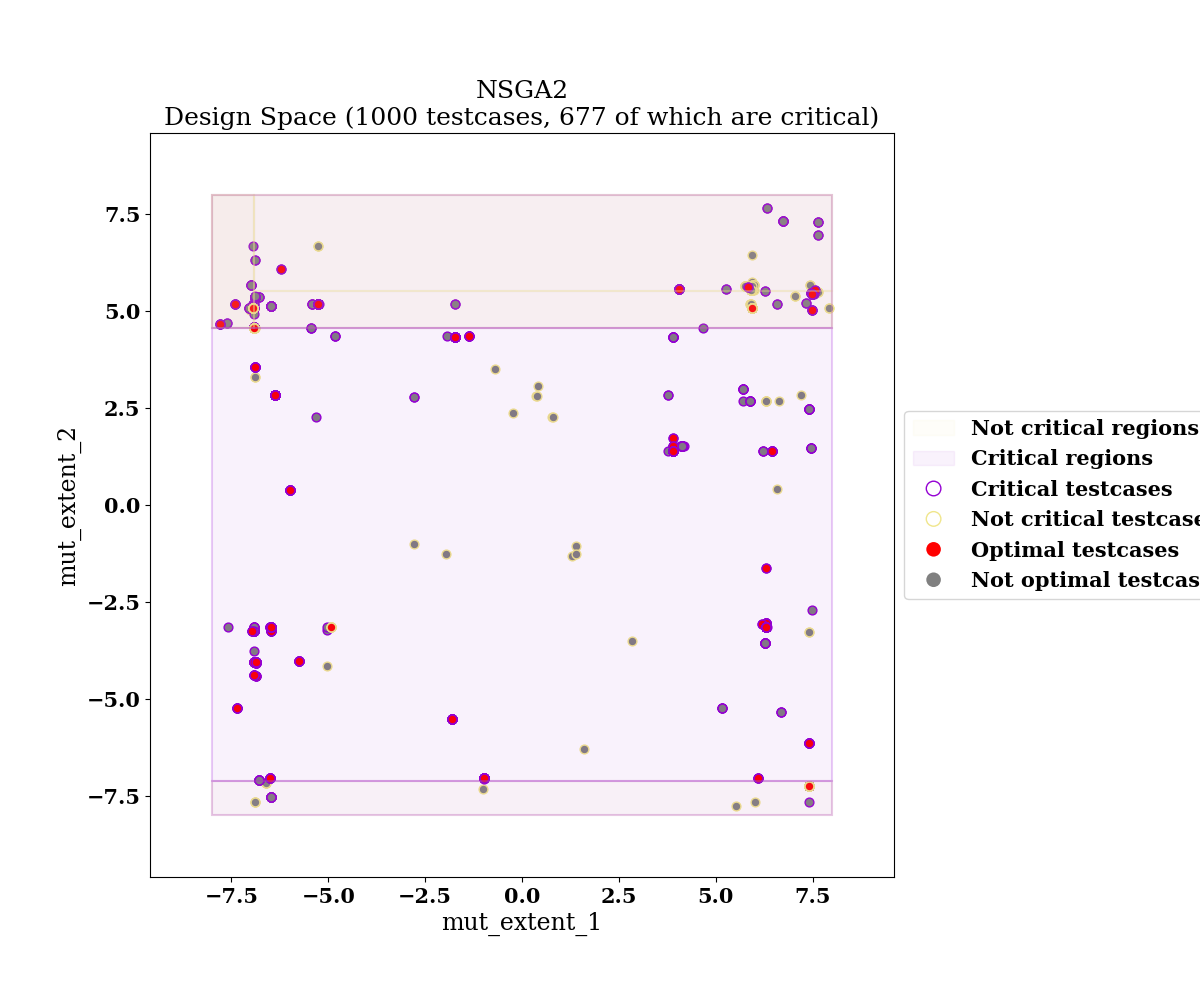 NSGA2
Design Space (1000 testcases, 677 of which are critical)
7.5
5.0
2.5
0.0
−2.5
−5.0
−7.5
mut_extent_2
−7.5 −5.0 −2.5 0.0 2.5 5.0 7.5
mut_extent_1
Not critical regions
Critical regions
Critical testcases
Not critical testcase
Optimal testcases
Not optimal testcas